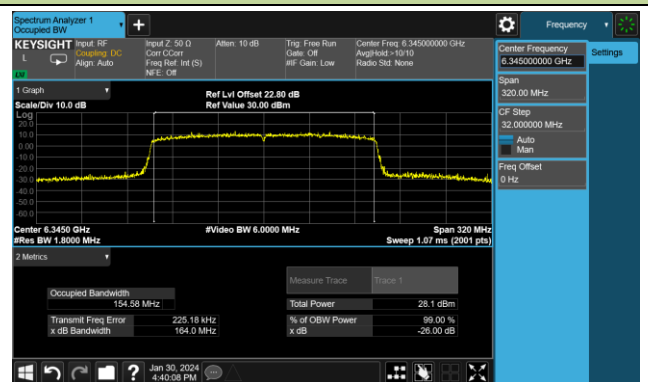 Spectrum Analyzer 1
Occupied BW
Frequency
KEYSIGHT
L
Input: RF
Coupling: DC
Align: Auto
Input Z: 50 Ω
Corr CCorr
Freq Ref: Int (S)
NFE: Off
Atten: 10 dB
Trig: Free Run
Gate: Off
#IF Gain: Low
Center Freq: 6.345000000 GHz
Avg|Hold:>10/10
Radio Std: None
Center Frequency
6.345000000 GHz
Settings
Span
320.00 MHz
CF Step
32.000000 MHz
Auto
Man
Freq Offset
0 Hz
1 Graph
Scale/Div 10.0 dB
Ref Lvl Offset 22.80 dB
Ref Value 30.00 dBm
Log
20.0
10.0
0.00
-10.0
-20.0
-30.0
-40.0
-50.0
-60.0
Center 6.3450 GHz
#Video BW 6.0000 MHz
Span 320 MHz
#Res BW 1.8000 MHz
Sweep 1.07 ms (2001 pts)
2 Metrics
Measure Trace
Trace 1
Occupied Bandwidth
154.58 MHz
Total Power
28.1 dBm
Transmit Freq Error
225.18 kHz
% of OBW Power
99.00 %
x dB Bandwidth
164.0 MHz
x dB
-26.00 dB
?
Jan 30, 2024
4:40:08 PM